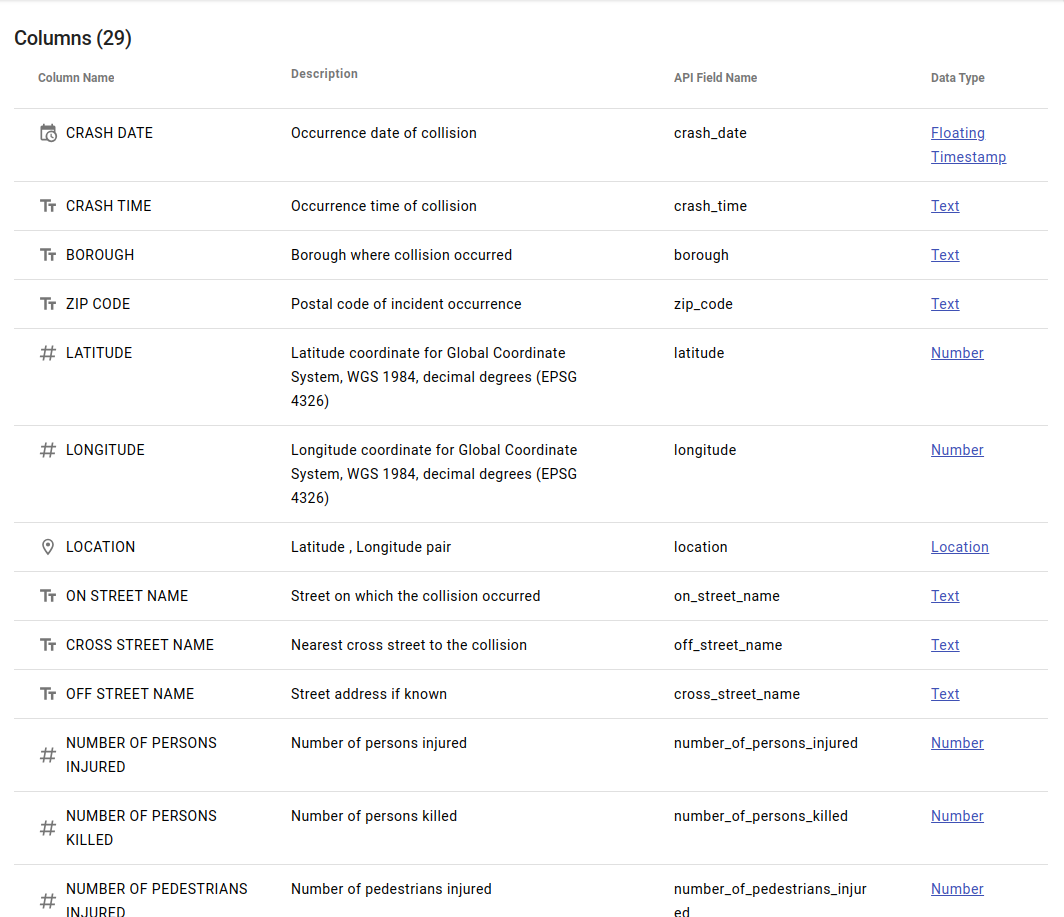 Columns (29)
Column Name Description API Field Name Data Type
CRASH DATE Occurrence date of collision crash_date Floating
Timestamp
CRASH TIME Occurrence time of collision crash_time Text
BOROUGH Borough where collision occurred borough Text
ZIP CODE Postal code of incident occurrence zip_code Text
LATITUDE Latitude coordinate for Global Coordinate latitude Number
System, WGS 1984, decimal degrees (EPSG
4326)
LONGITUDE Longitude coordinate for Global Coordinate longitude Number
System, WGS 1984, decimal degrees (EPSG
4326)
LOCATION Latitude , Longitude pair location Location
ON STREET NAME Street on which the collision occurred on_street_name Text
CROSS STREET NAME Nearest cross street to the collision off_street_name Text
OFF STREET NAME Street address if known cross_street_name Text
NUMBER OF PERSONS Number of persons injured number_of_persons_injured Number
INJURED
NUMBER OF PERSONS Number of persons killed number_of_persons_killed Number
KILLED
NUMBER OF PEDESTRIANS Number of pedestrians injured number_of_pedestrians_injur Number
INJURED ed